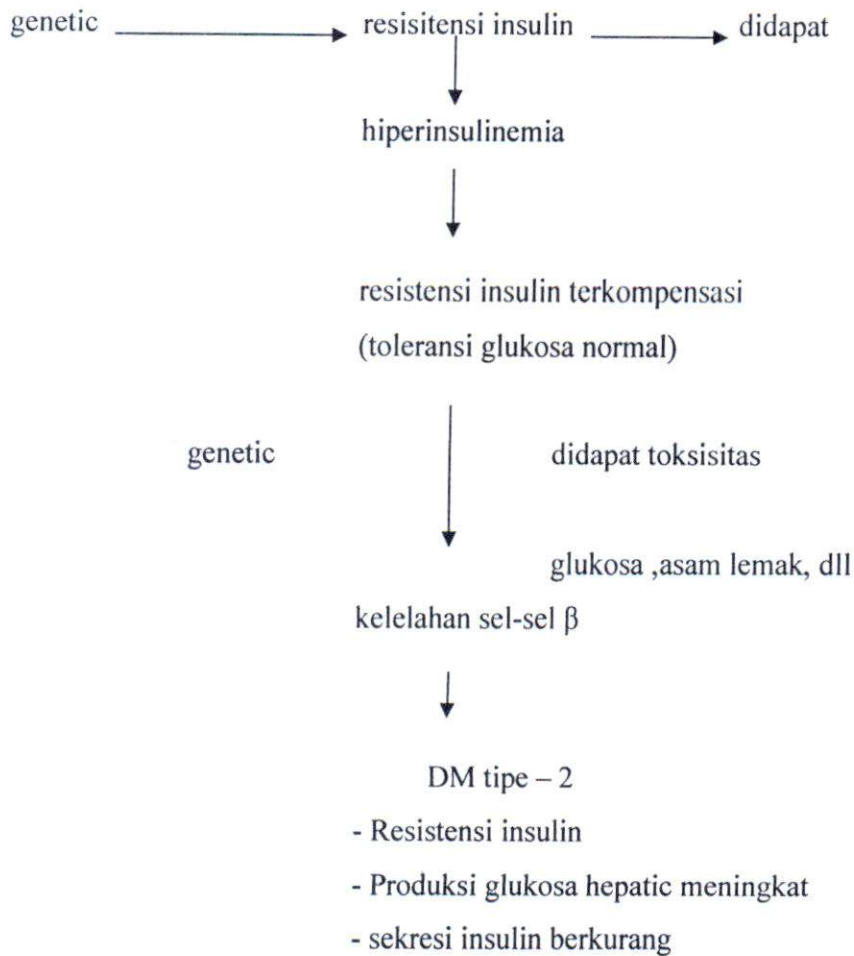 genetic resisitensi insulin didapat
hiperinsulinemia
resistensi insulin terkompensasi
(toleransi glukosa normal)
genetic didapat toksisitas
glukosa ,asam lemak, dll
kelelahan sel-sel β
DM tipe – 2
- Resistensi insulin
- Produksi glukosa hepatic meningkat
- sekresi insulin berkurang